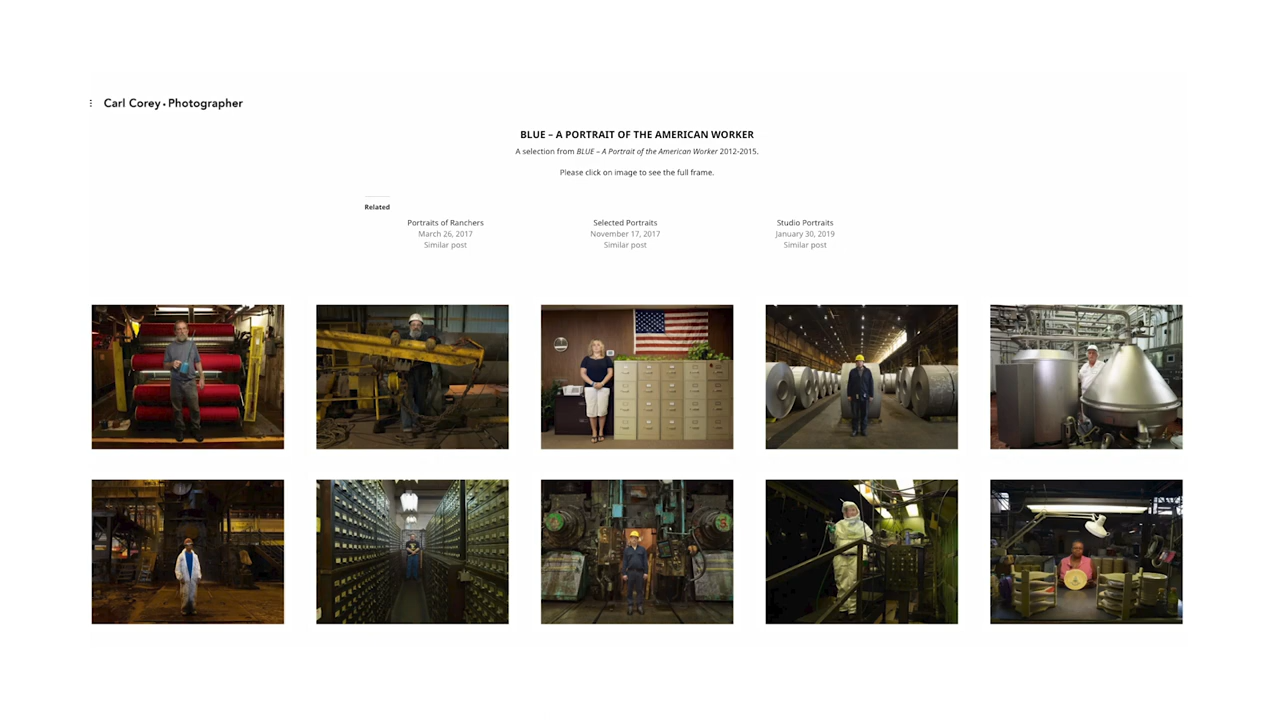 ⋮ Carl Corey • Photographer
BLUE – A PORTRAIT OF THE AMERICAN WORKER
A selection from BLUE – A Portrait of the American Worker 2012-2015.
Please click on image to see the full frame.
Related
Portraits of Ranchers
March 26, 2017
Similar post
Selected Portraits
November 17, 2017
Similar post
Studio Portraits
January 30, 2019
Similar post